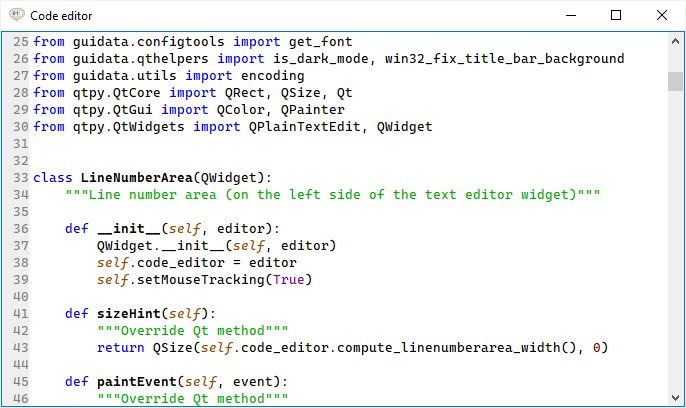 Code editor
25 from guidata.configtools import get_font
26 from guidata.qthelpers import is_dark_mode, win32_fix_title_bar_background
27 from guidata.utils import encoding
28 from qtpy.QtCore import QRect, QSize, Qt
29 from qtpy.QtGui import QColor, QPainter
30 from qtpy.QtWidgets import QPlainTextEdit, QWidget
31
32
33 class LineNumberArea(QWidget):
34     """Line number area (on the left side of the text editor widget)"""
35
36     def __init__(self, editor):
37         QWidget.__init__(self, editor)
38         self.code_editor = editor
39         self.setMouseTracking(True)
40
41     def sizeHint(self):
42         """Override Qt method"""
43         return QSize(self.code_editor.compute_linenumberarea_width(), 0)
44
45     def paintEvent(self, event):
46         """Override Qt method"""